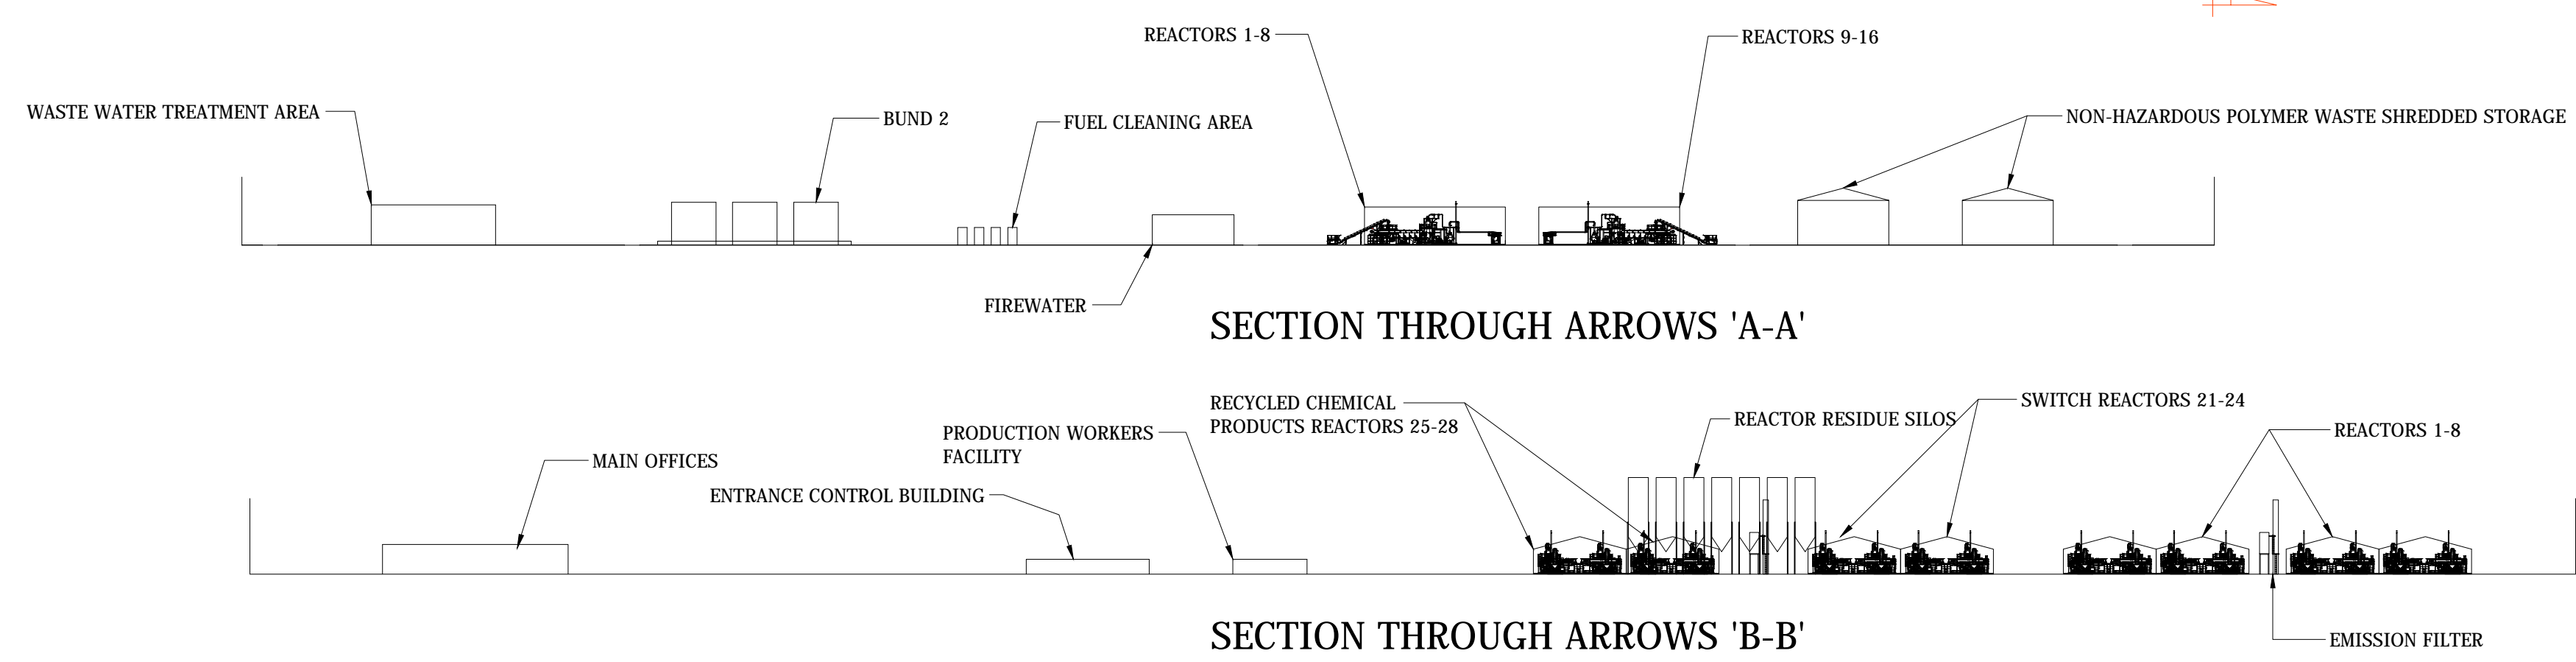 REACTORS 1-8
REACTORS 9-16
WASTE WATER TREATMENT AREA
BUND 2
FUEL CLEANING AREA
NON-HAZARDOUS POLYMER WASTE SHREDDED STORAGE
FIREWATER
SECTION THROUGH ARROWS 'A-A'
RECYCLED CHEMICAL
PRODUCTS REACTORS 25-28
REACTOR RESIDUE SILOS
SWITCH REACTORS 21-24
REACTORS 1-8
PRODUCTION WORKERS
FACILITY
MAIN OFFICES
ENTRANCE CONTROL BUILDING
SECTION THROUGH ARROWS 'B-B'
EMISSION FILTER